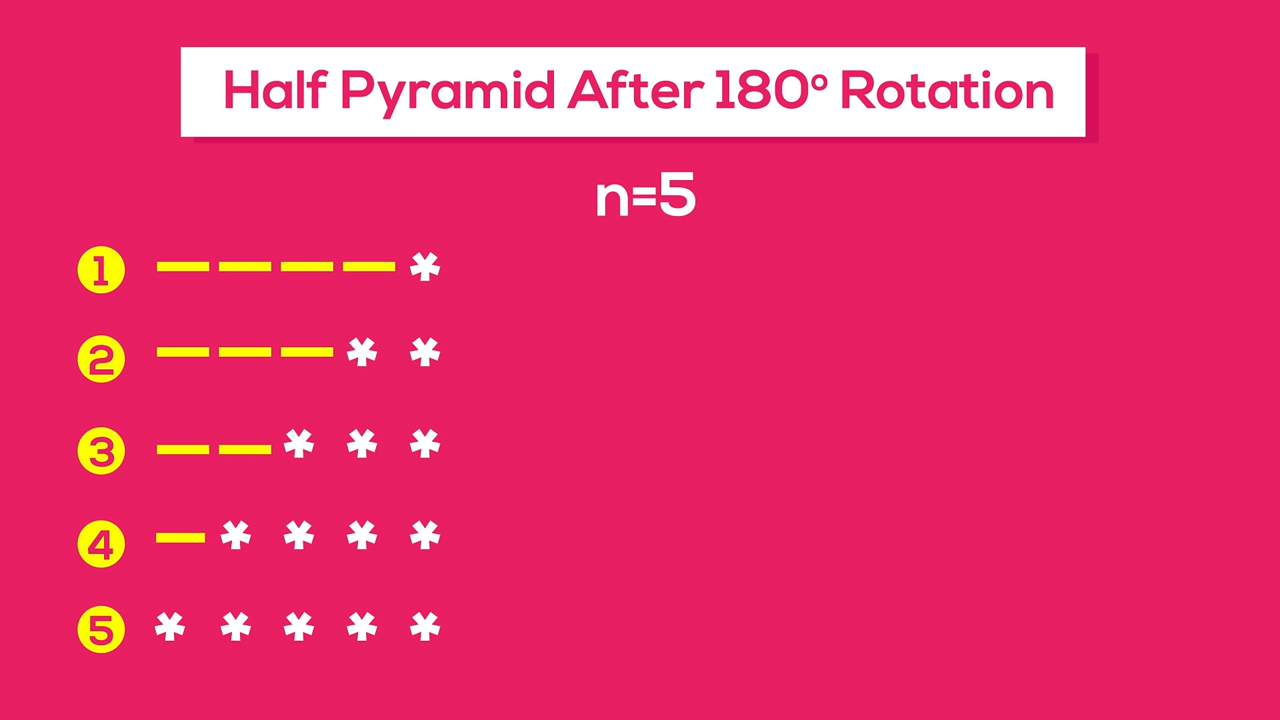 Half Pyramid After 180° Rotation
n=5
1 — — — — *
2 — — — * *
3 — — * * *
4 — * * * *
5 * * * * *